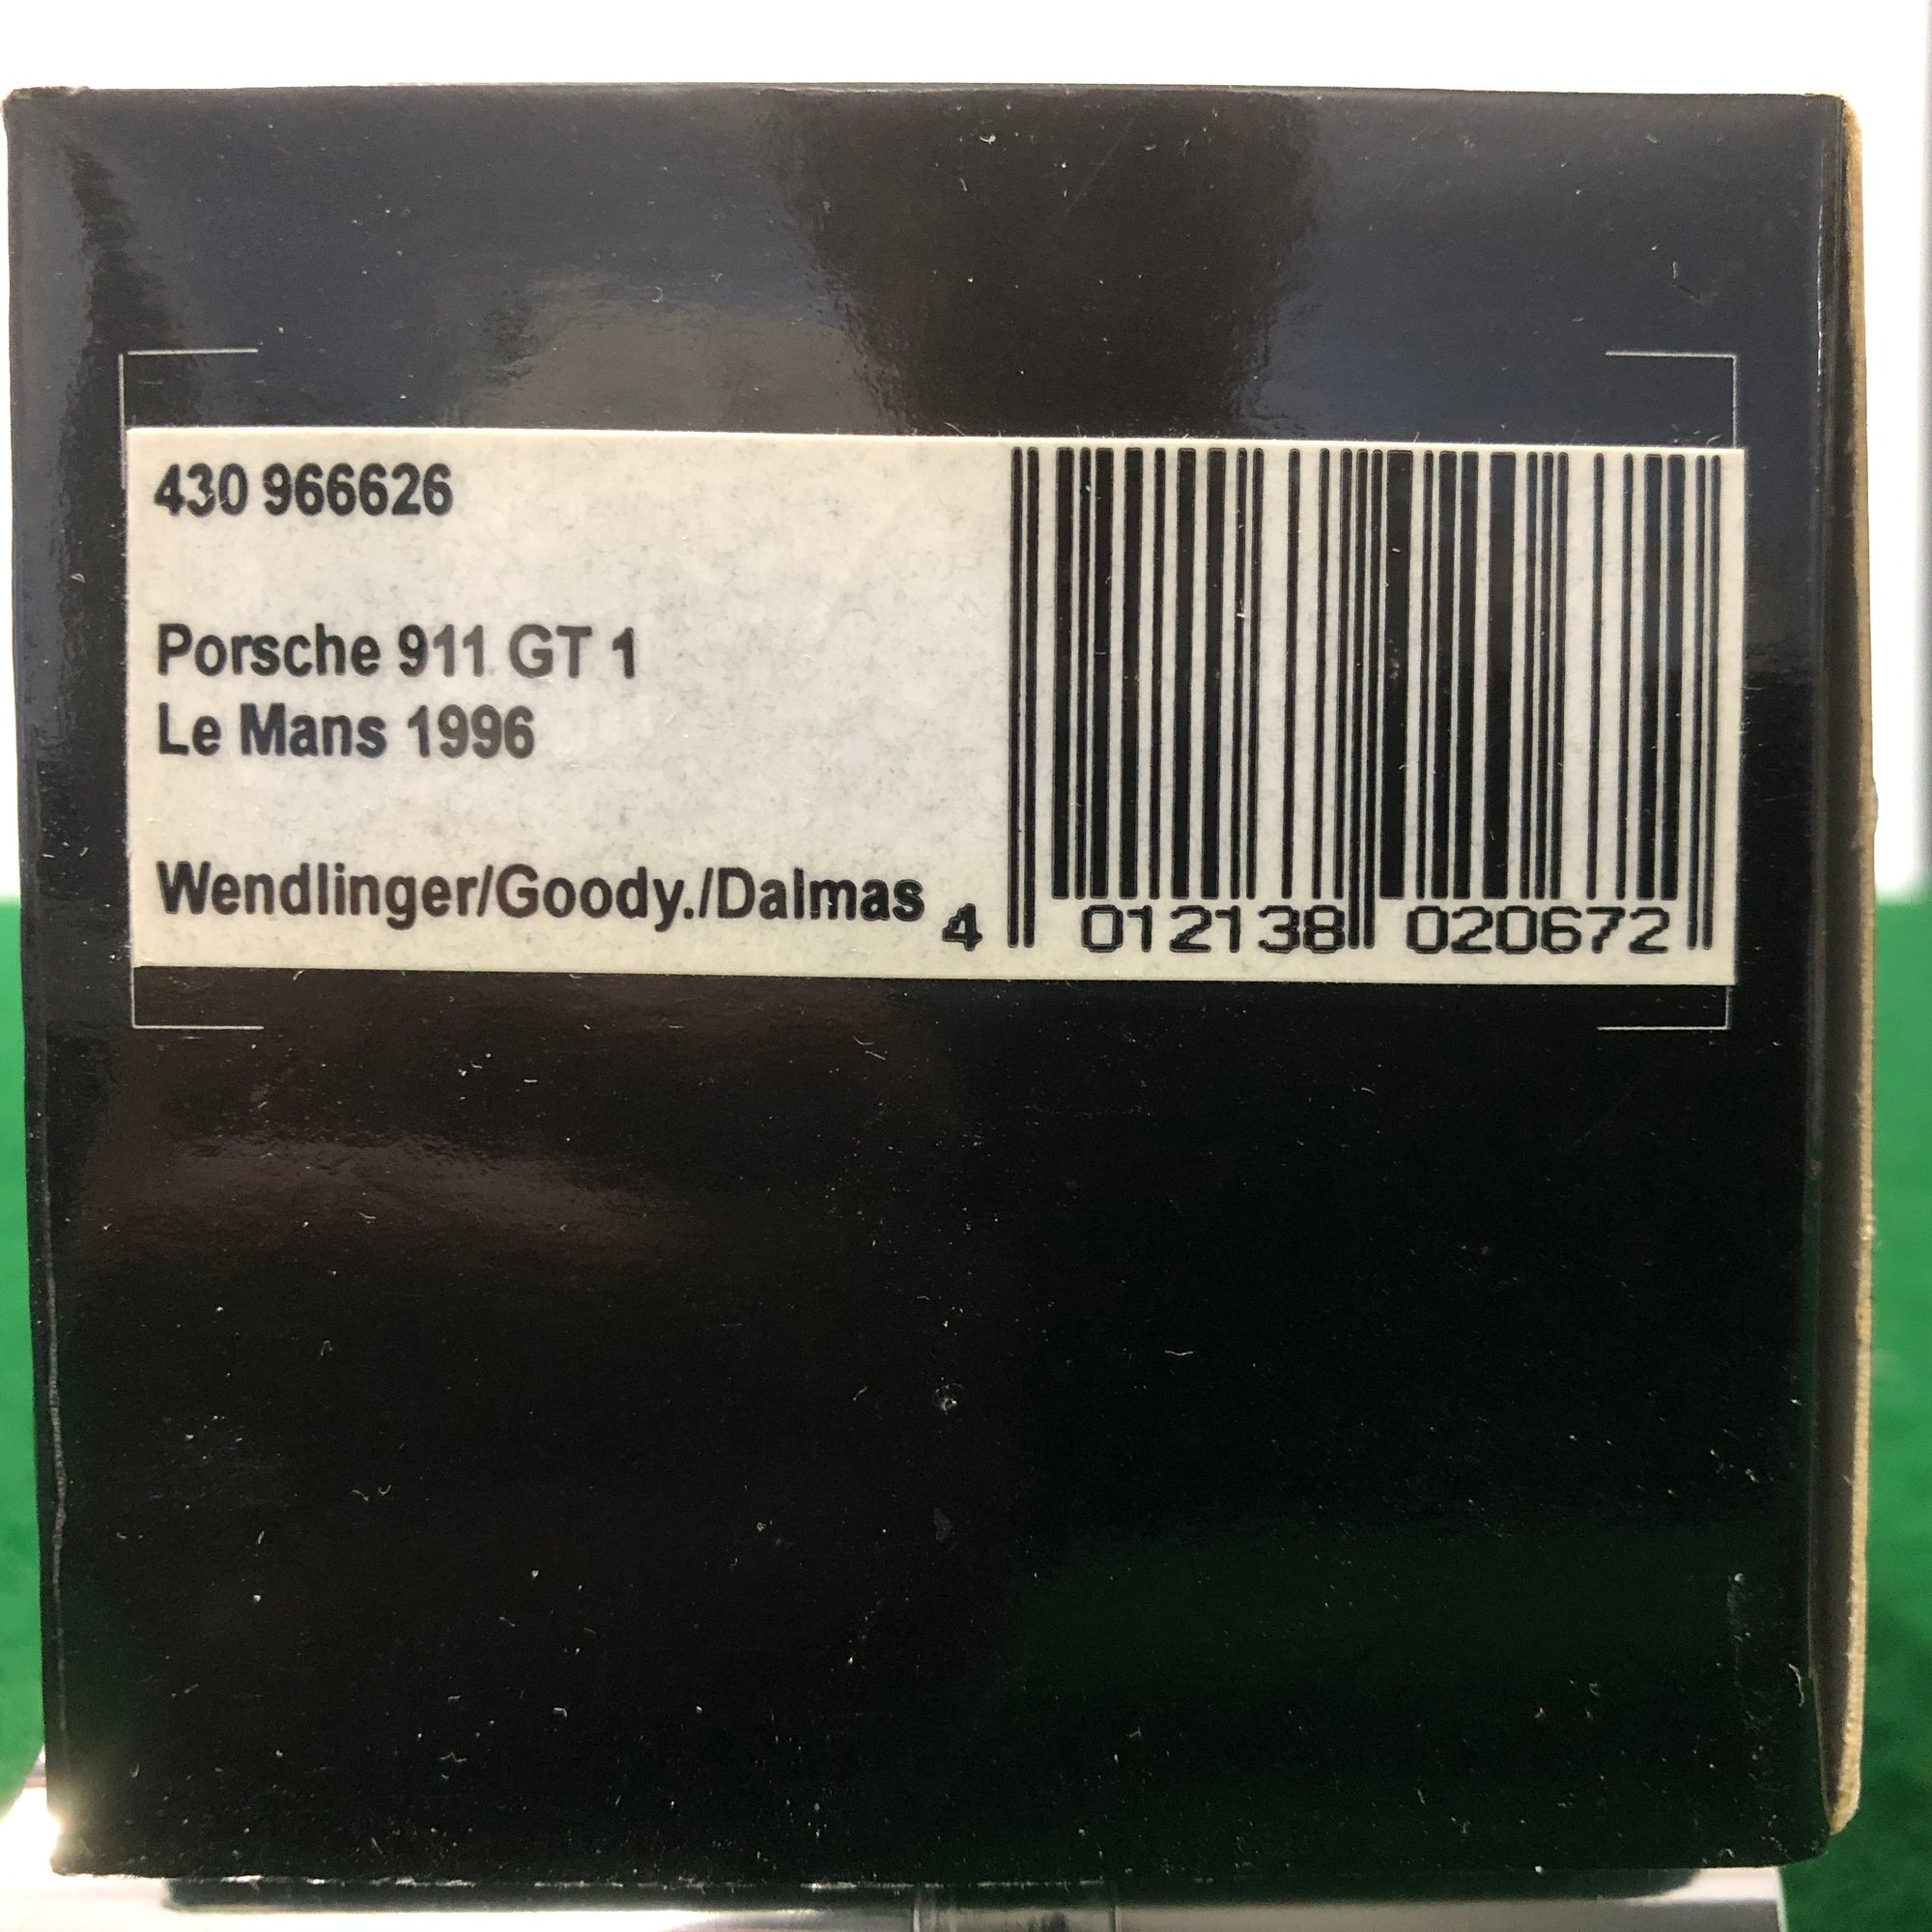 430 966626
Porsche 911 GT 1
Le Mans 1996
Wendlinger/Goody./Dalmas
4 012138 020672